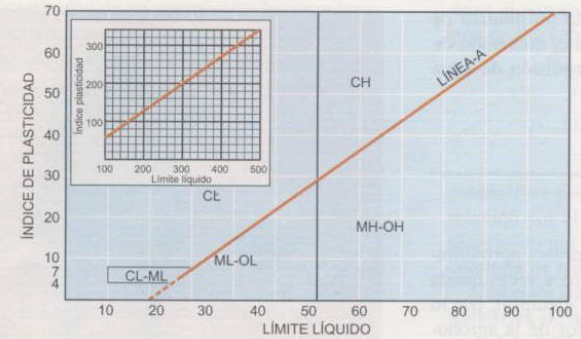 ÍNDICE DE PLASTICIDAD
70
60
50
40
30
20
10
7
4
Índice plasticidad
300
200
100
100 200 300 400 500
Límite líquido
CH
LÍNEA-A
CL
MH-OH
ML-OL
CL-ML
10 20 30 40 50 60 70 80 90 100
LÍMITE LÍQUIDO